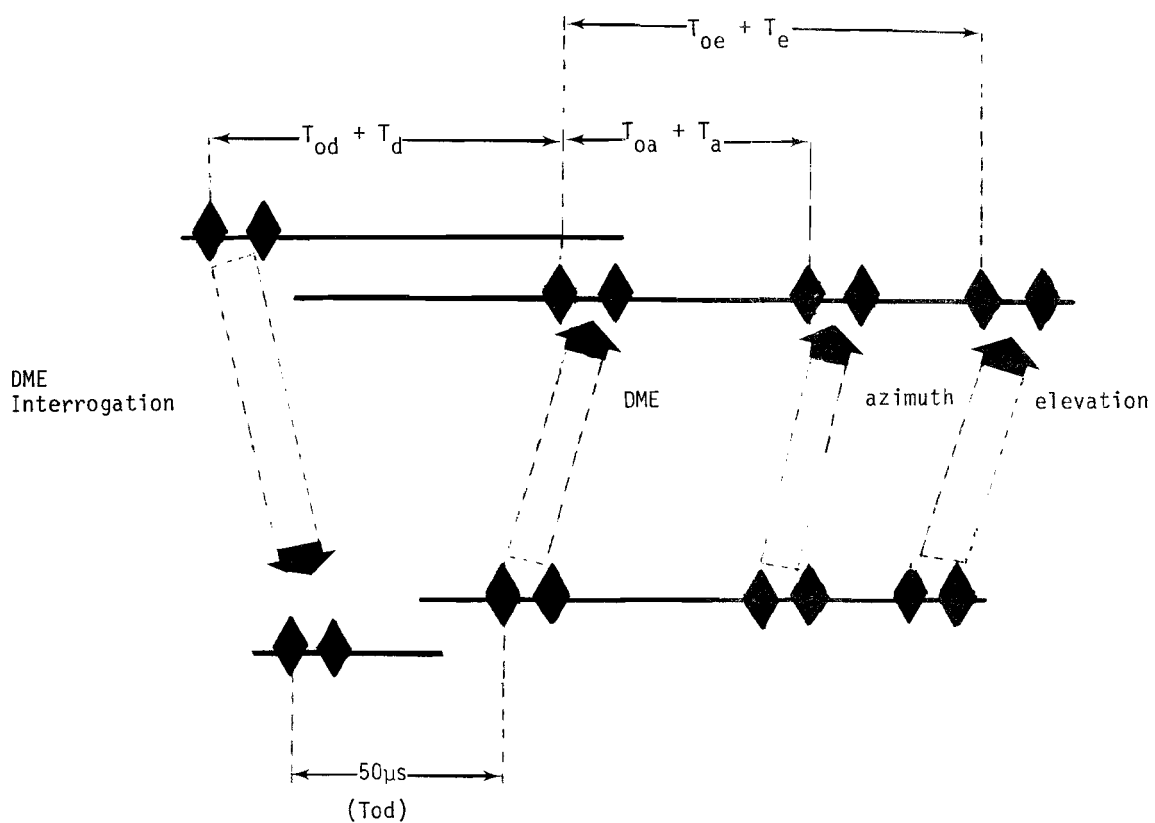 T_oe + T_e
T_od + T_d
T_oa + T_a
DME
Interrogation
DME
azimuth
elevation
50µs
(Tod)